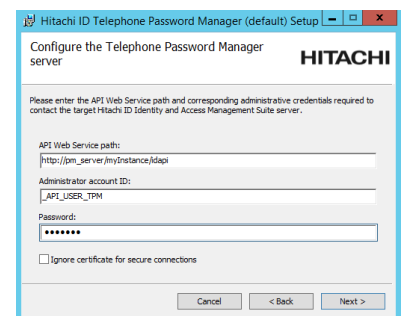 Hitachi ID Telephone Password Manager (default) Setup
Configure the Telephone Password Manager
server
HITACHI
Please enter the API Web Service path and corresponding administrative credentials required to
contact the target Hitachi ID Identity and Access Management Suite server.
API Web Service path:
http://pm_server/myInstance/idapi
Administrator account ID:
_API_USER_TPM
Password:
•••••••
Ignore certificate for secure connections
Cancel
< Back
Next >